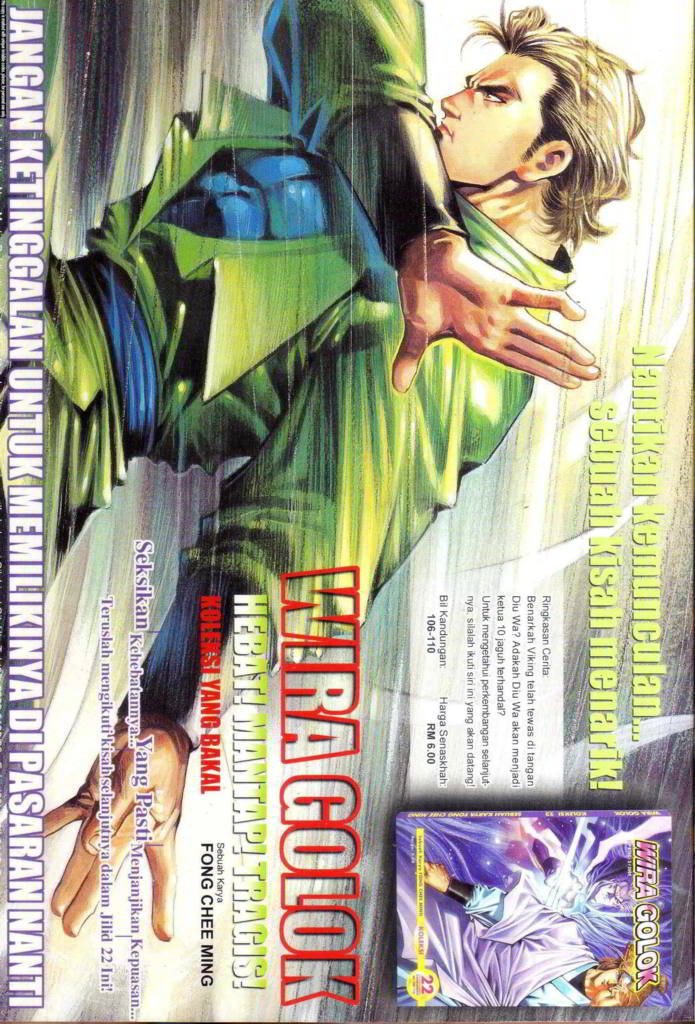 Nantikan kemunculan...
sebuah kisah menarik!
Ringkasan Cerita:
Benarkah Viking telah tewas di tangan
Diu Wa? Adakah Diu Wa akan menjadi
ketua 10 jaguh terhandal?
Untuk mengetahui perkembangan selanjut-
nya, silalah ikuti siri ini yang akan datang!
Bil Kandungan: Harga Senaskhah:
106-110 RM 6.00
WIRA GOLOK
HEBAT, MANTAP! TRAGIS!
KOLEKSI YANG BAKAL
Sebuah Karya
FONG CHEE MING
Seksikan Kehebatannya... Yang Pasti Menjanjikan Kepuasan...
Teruslah mengikuti kisah selanjutnya dalam Jilik 22 Ini!
JANGAN KETINGGALAN UNTUK MEMILIKINYA DI PASARAN NANTI
WIRA GOLOK
KOLEKSI
22